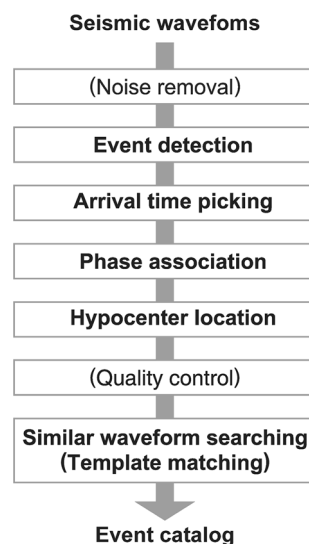 Seismic wavefoms
(Noise removal)
Event detection
Arrival time picking
Phase association
Hypocenter location
(Quality control)
Similar waveform searching
(Template matching)
Event catalog